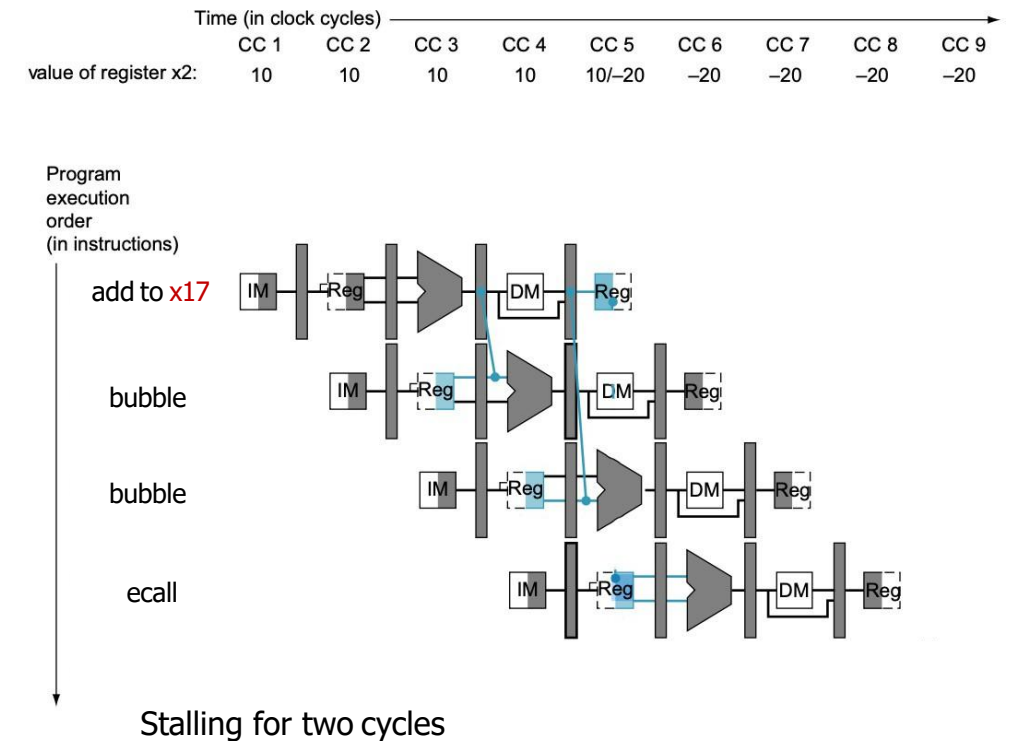 Time (in clock cycles)
CC 1 CC 2 CC 3 CC 4 CC 5 CC 6 CC 7 CC 8 CC 9
value of register x2: 10 10 10 10 10/–20 –20 –20 –20 –20
Program
execution
order
(in instructions)
add to x17 IM Reg DM Reg
bubble IM Reg DM Reg
bubble IM Reg DM Reg
ecall IM Reg DM Reg
Stalling for two cycles